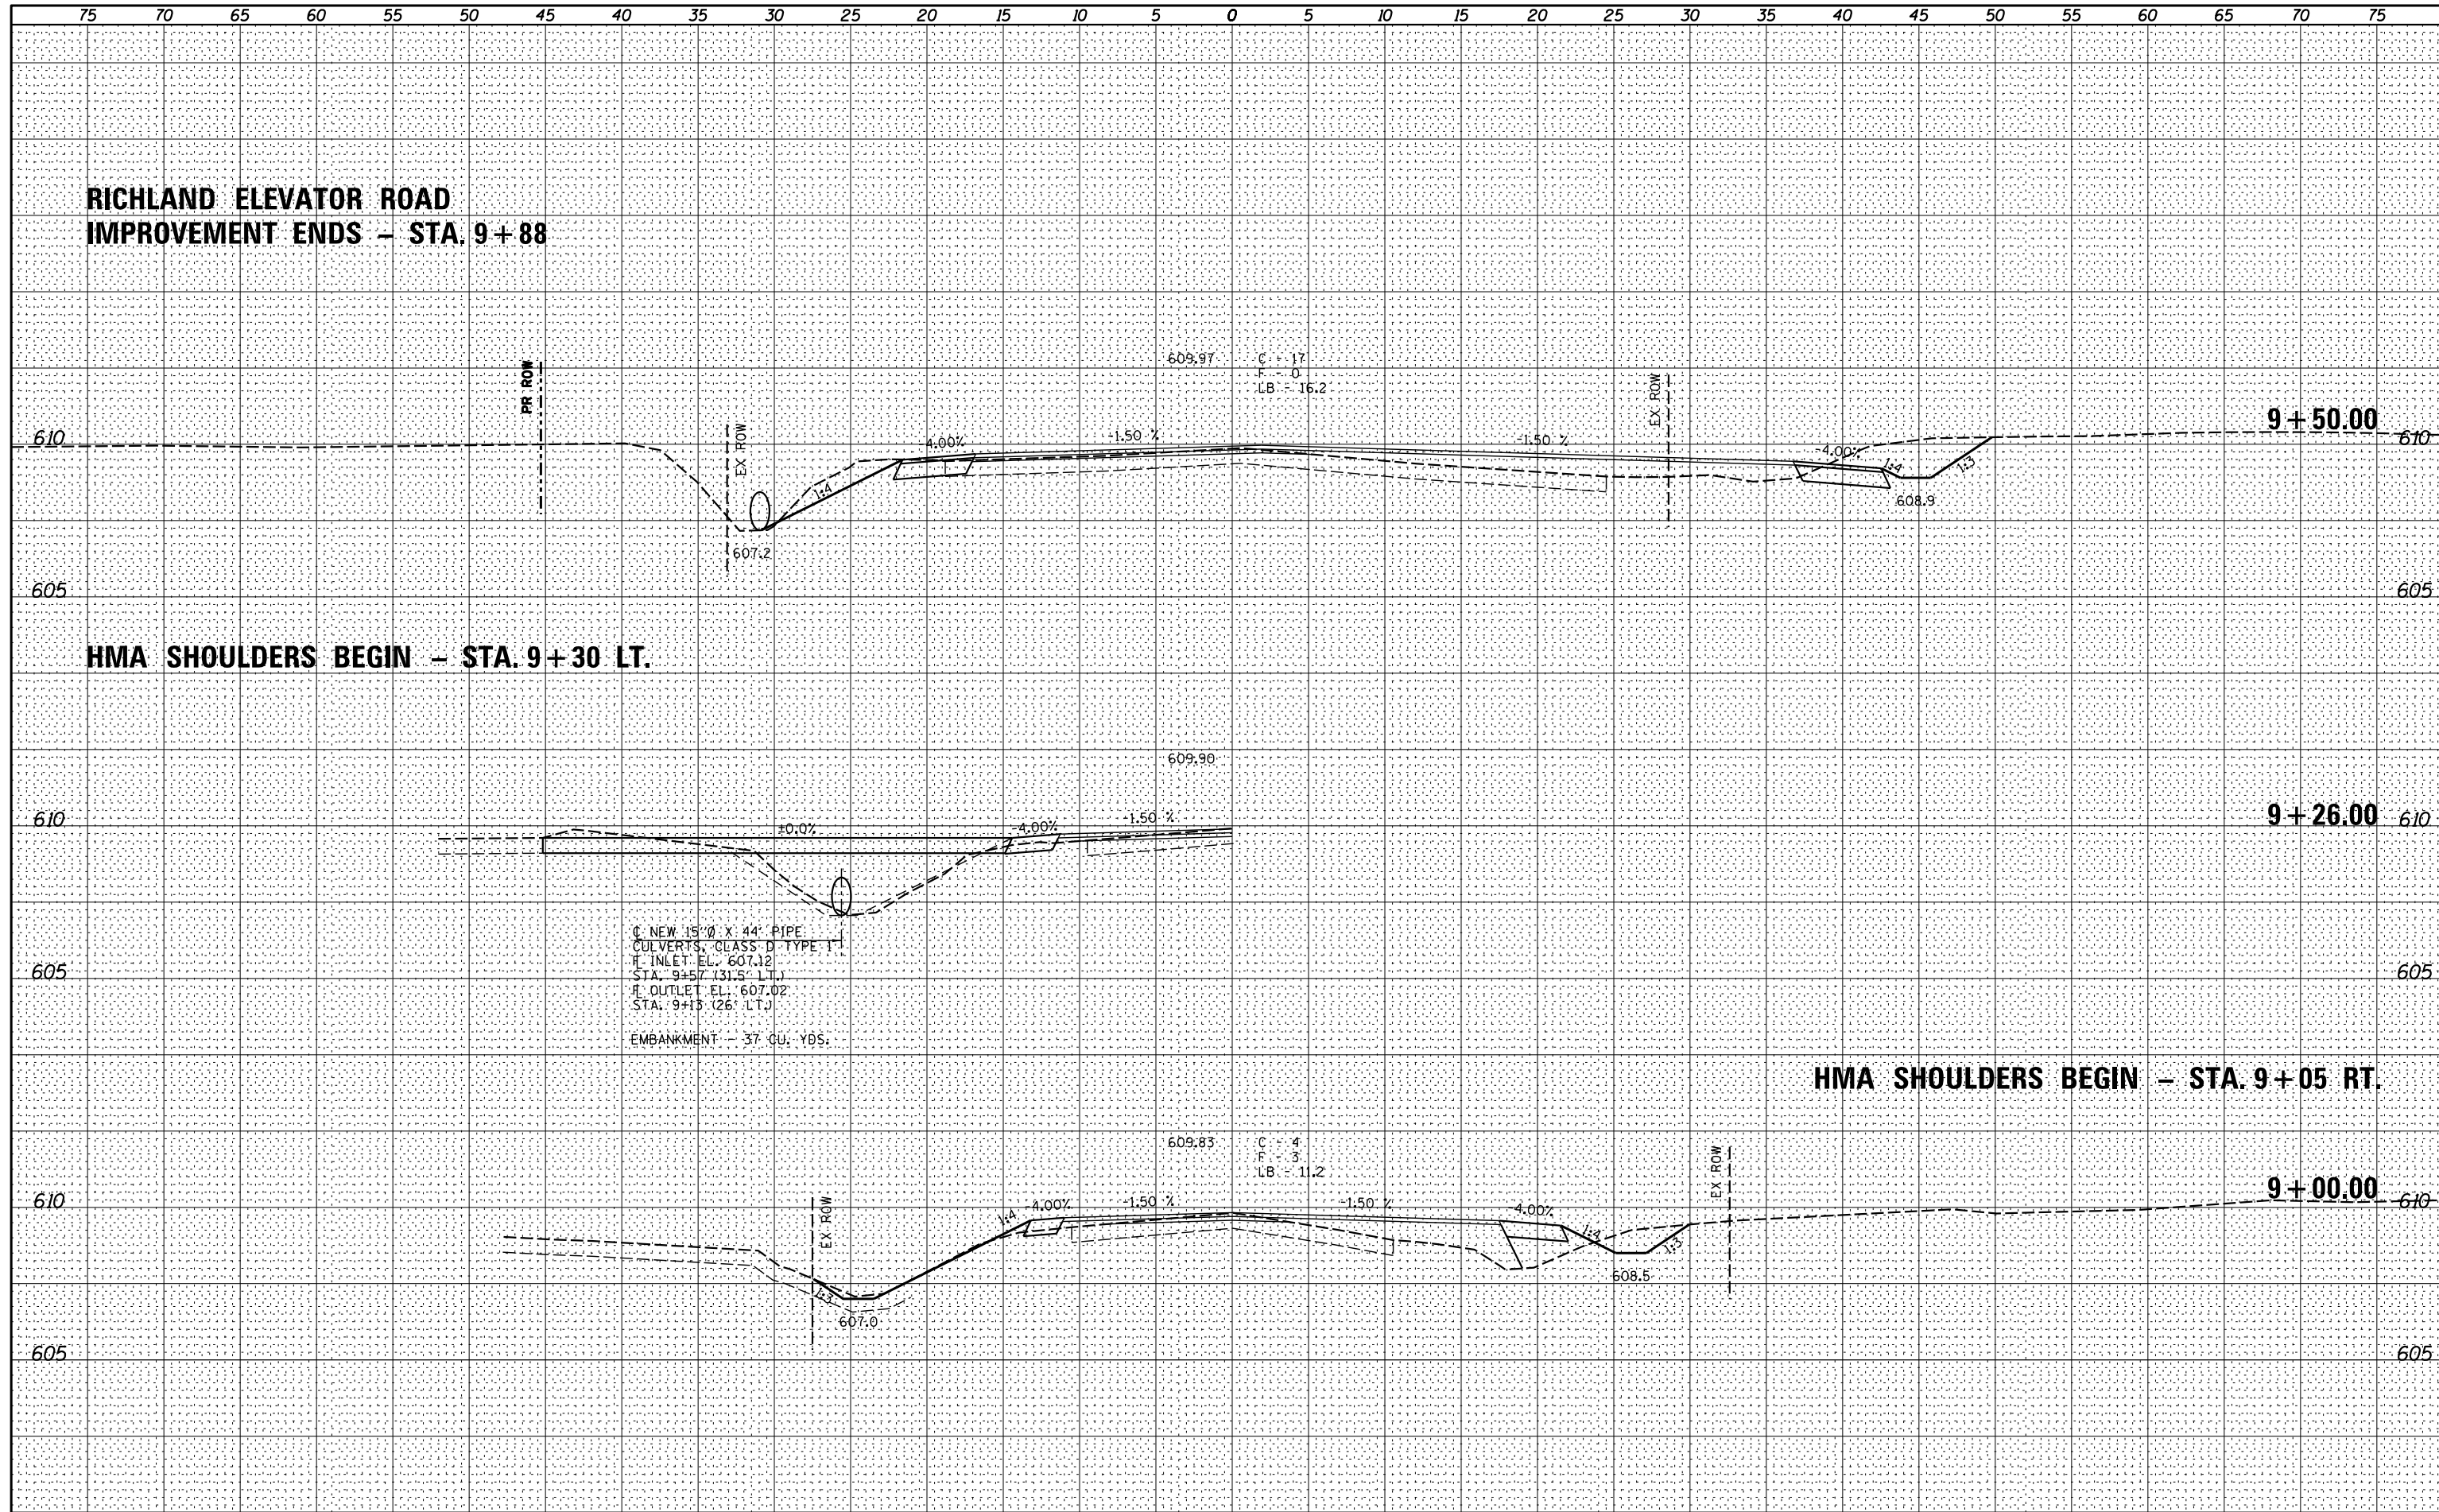 75 70 65 60 55 50 45 40 35 30 25 20 15 10 5 0 5 10 15 20 25 30 35 40 45 50 55 60 65 70 75
RICHLAND ELEVATOR ROAD
IMPROVEMENT ENDS – STA. 9+88
PR ROW
EX ROW
609.97
C - 17
F - 0
LB - 16.2
EX ROW
9+50.00
610
-4.00%
-1.50 %
-1.50 %
-4.00%
610
1:4
1:4
1:3
607.2
608.9
605
605
HMA SHOULDERS BEGIN – STA. 9+30 LT.
609.90
9+26.00
610
±0.0%
-4.00%
-1.50 %
610
℄ NEW 15"Ø X 44' PIPE
CULVERTS, CLASS D TYPE 1
FL INLET EL. 607.12
STA. 9+57 (31.5' LT.)
FL OUTLET EL. 607.02
STA. 9+13 (26' LT.)
EMBANKMENT - 37 CU. YDS.
605
605
HMA SHOULDERS BEGIN – STA. 9+05 RT.
609.83
C - 4
F - 3
LB - 11.2
EX ROW
EX ROW
9+00.00
610
1:4
-4.00%
-1.50 %
-1.50 %
-4.00%
610
1:4
1:3
1:3
607.0
608.5
605
605